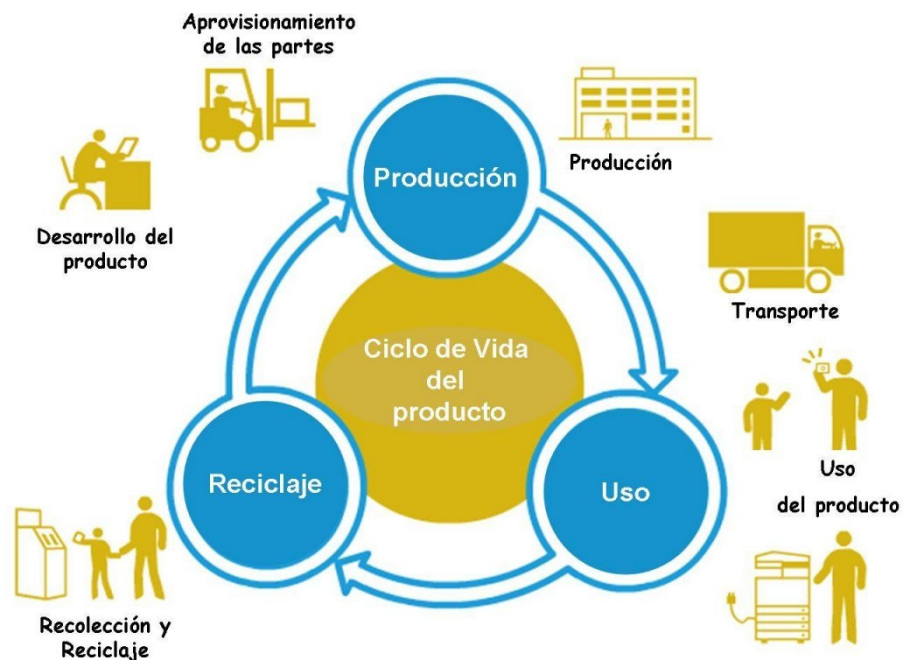 Aprovisionamiento
de las partes
Producción
Producción
Desarrollo del
producto
Transporte
Ciclo de Vida
del
producto
Reciclaje
Uso
Uso
del producto
Recolección y
Reciclaje